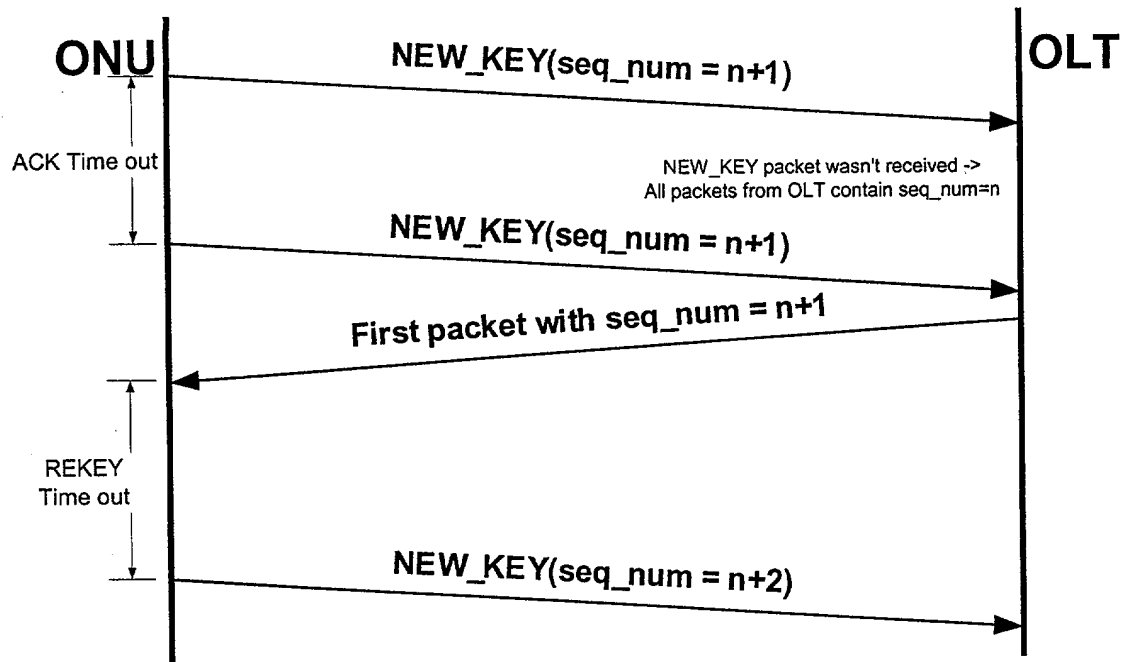 ONU
OLT
NEW_KEY(seq_num = n+1)
ACK Time out
NEW_KEY packet wasn't received ->
All packets from OLT contain seq_num=n
NEW_KEY(seq_num = n+1)
First packet with seq_num = n+1
REKEY
Time out
NEW_KEY(seq_num = n+2)